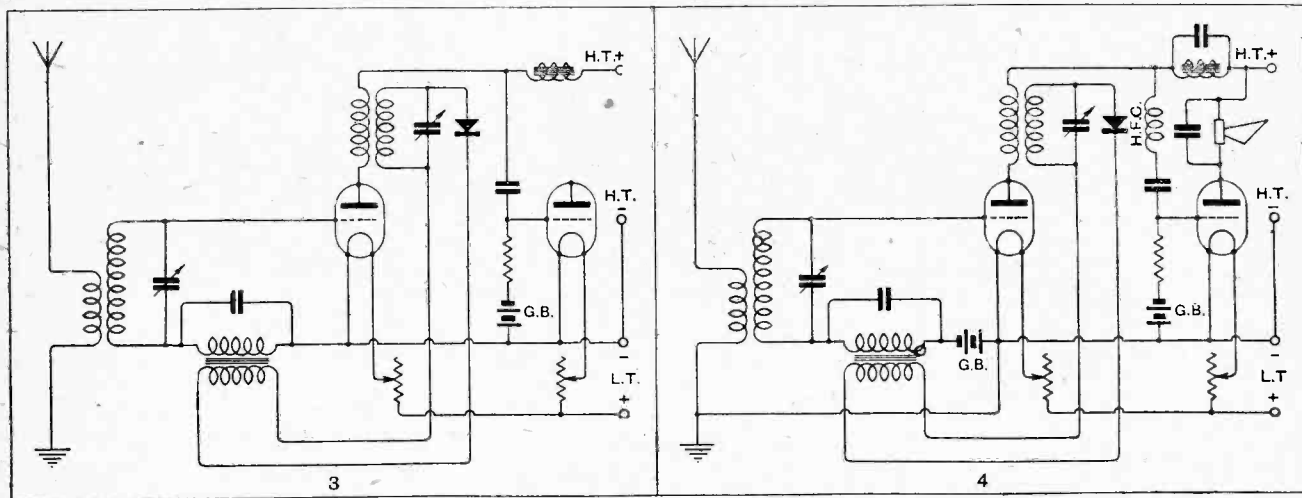 H.T.+
H.T.
-
G.B.
-
L.T.
+
3
H.T.+
H.F.C.
H.T.
-
G.B.
G.B.
-
L.T.
+
4